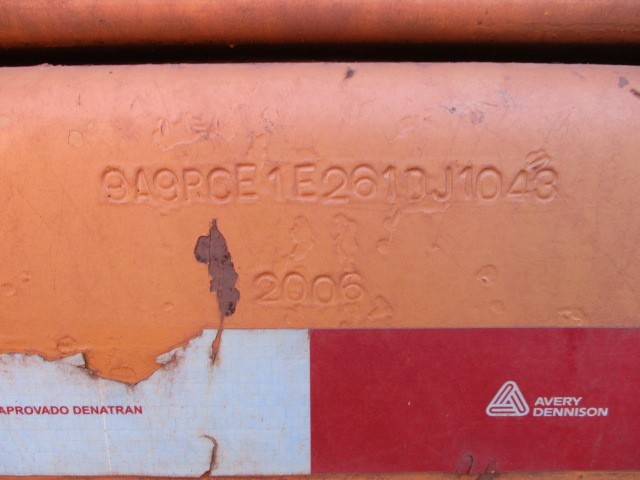 9A9RCE1E261DJ1043
2006
APROVADO DENATRAN
AVERY
DENNISON